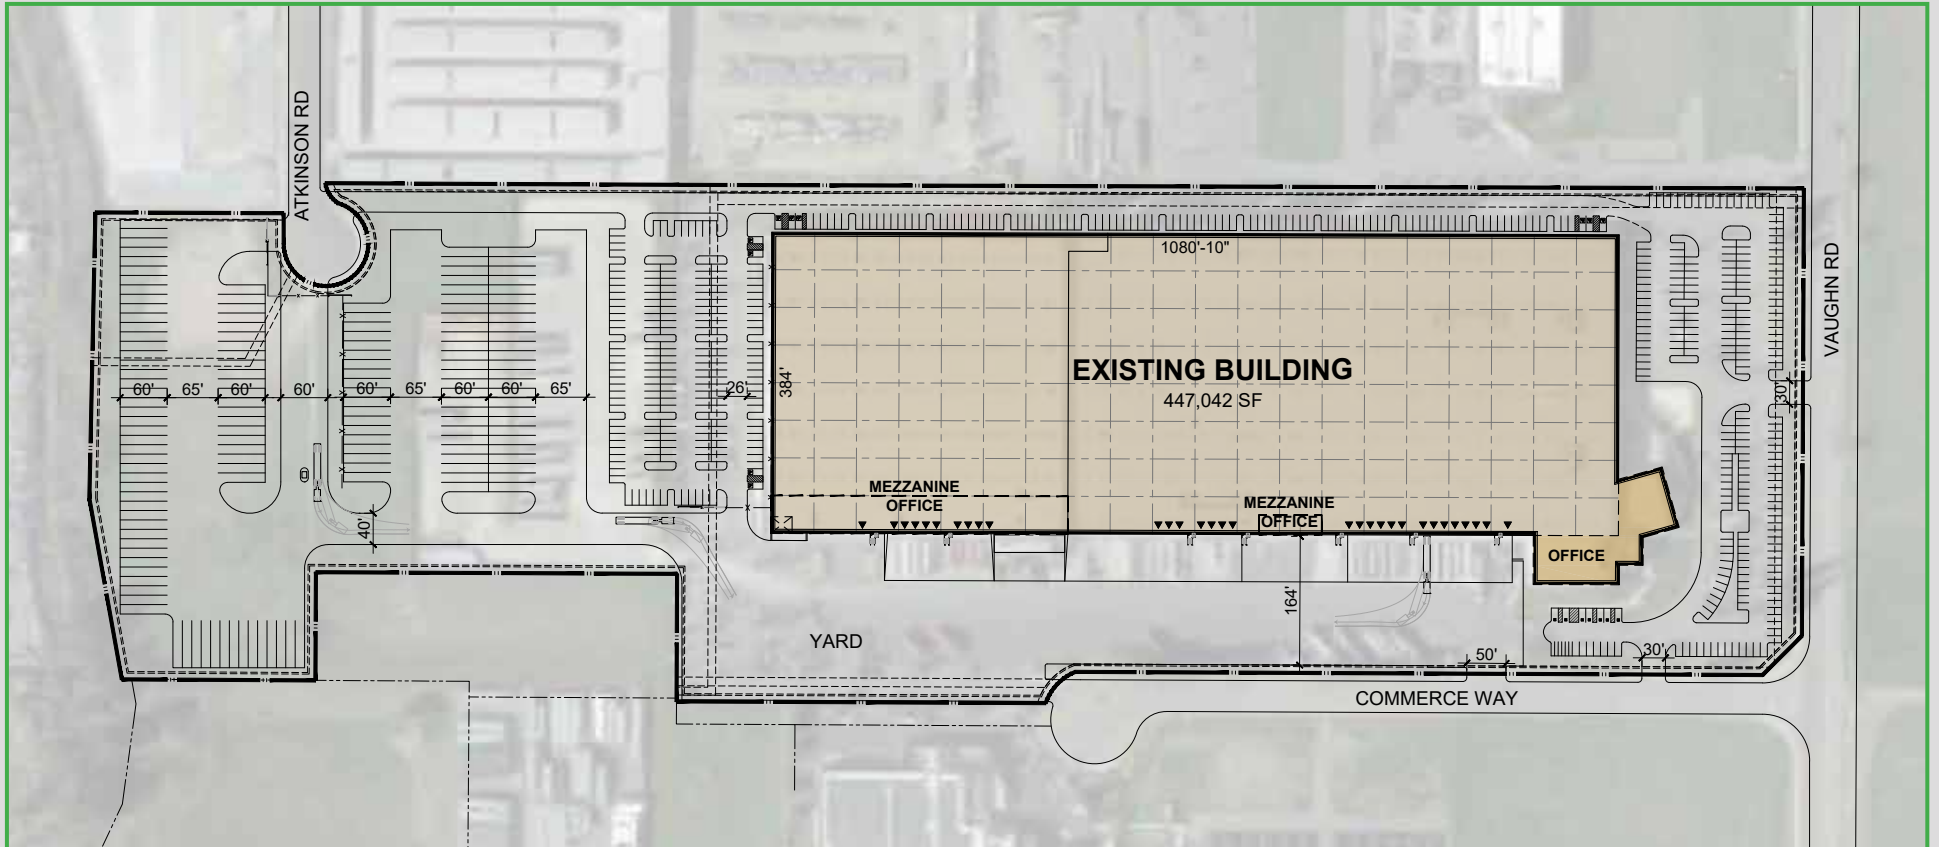 ATKINSON RD
1080'-10"
VAUGHN RD
EXISTING BUILDING
447,042 SF
384'
60'
65'
60'
60'
60'
65'
60'
60'
65'
26'
30'
MEZZANINE
OFFICE
MEZZANINE
OFFICE
40'
OFFICE
164'
YARD
50'
30'
COMMERCE WAY